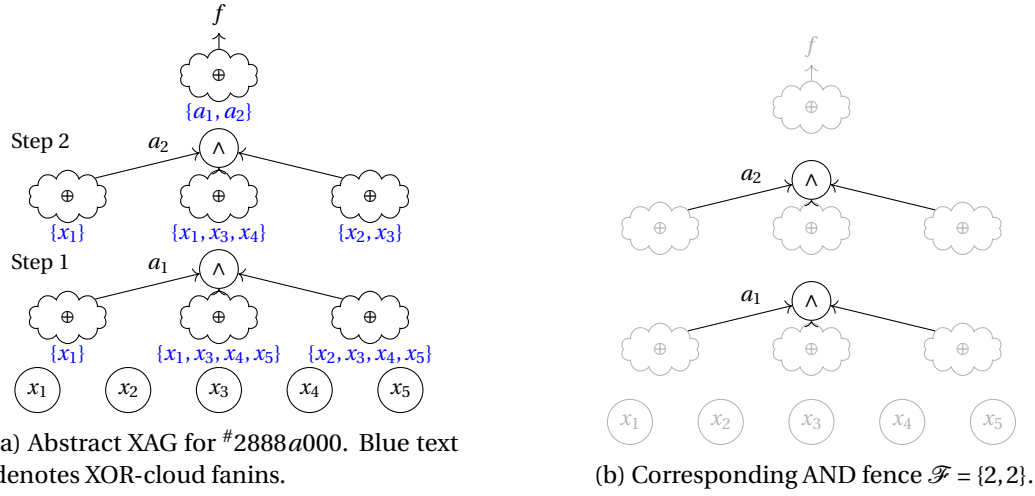 f
⊕
{a₁, a₂}
Step 2
a₂
∧
⊕ ⊕ ⊕
{x₁} {x₁, x₃, x₄} {x₂, x₃}
Step 1
a₁
∧
⊕ ⊕ ⊕
{x₁} {x₁, x₃, x₄, x₅} {x₂, x₃, x₄, x₅}
x₁ x₂ x₃ x₄ x₅
a) Abstract XAG for #2888a000. Blue text
denotes XOR-cloud fanins.
f
⊕
a₂
∧
⊕ ⊕ ⊕
a₁
∧
⊕ ⊕ ⊕
x₁ x₂ x₃ x₄ x₅
(b) Corresponding AND fence ℱ = {2, 2}.